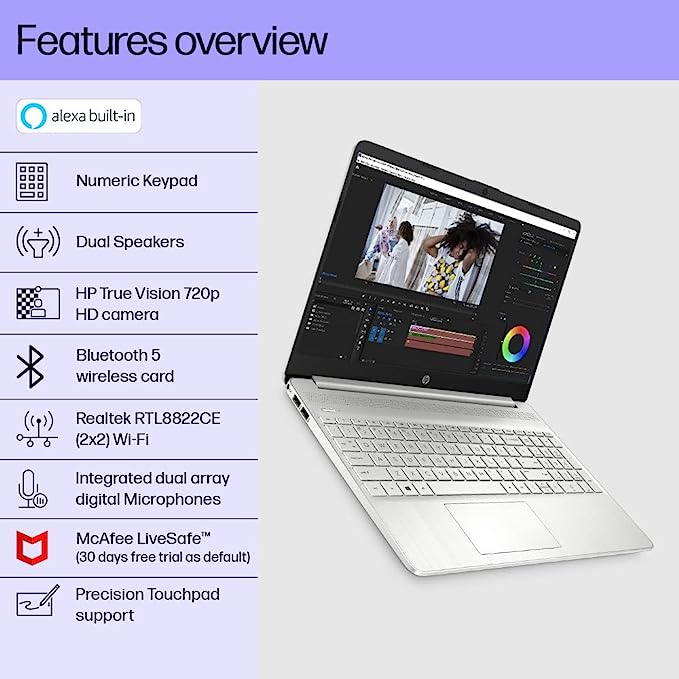 Features overview
alexa built-in
Numeric Keypad
Dual Speakers
HP True Vision 720p
HD camera
Bluetooth 5
wireless card
Realtek RTL8822CE
(2x2) Wi-Fi
Integrated dual array
digital Microphones
McAfee LiveSafe™
(30 days free trial as default)
Precision Touchpad
support
hp